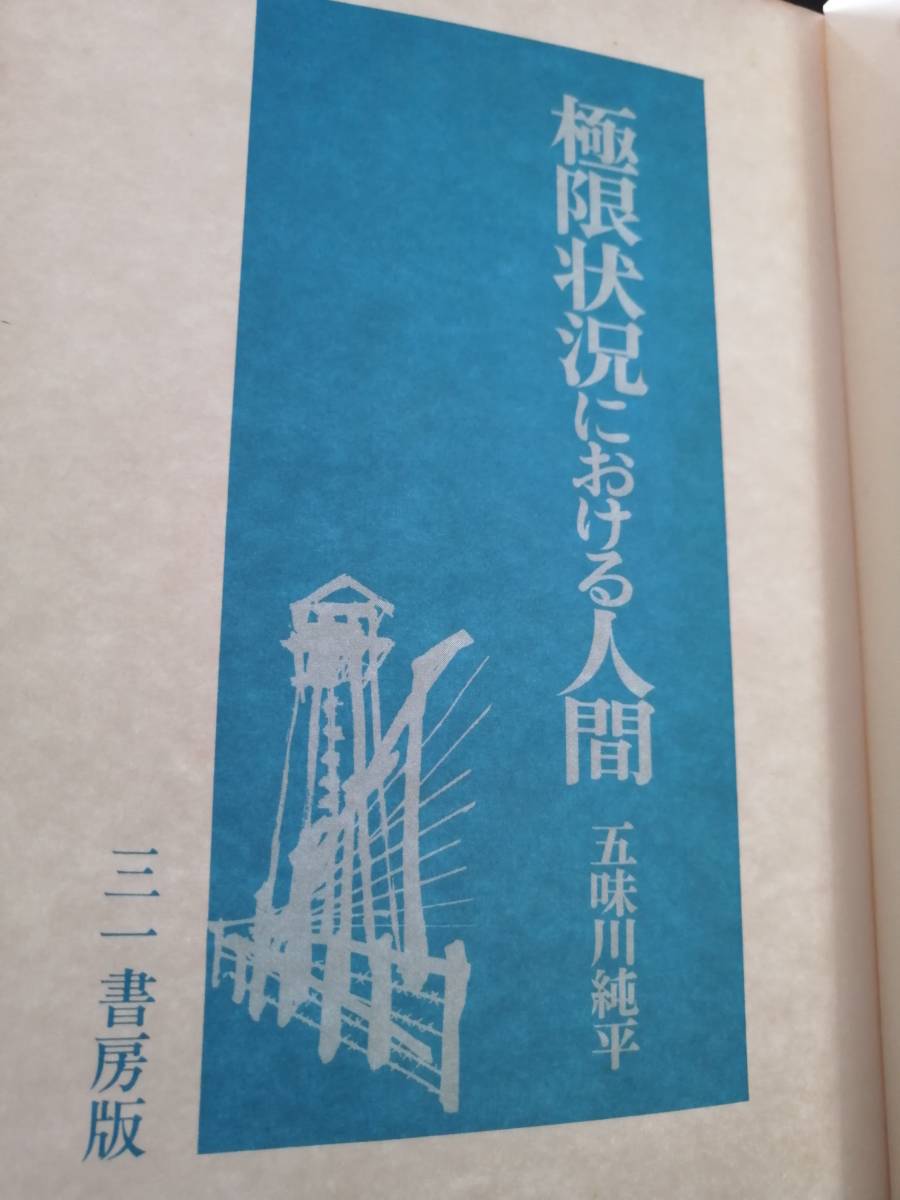 極限状況における人間
五味川純平
三一書房版